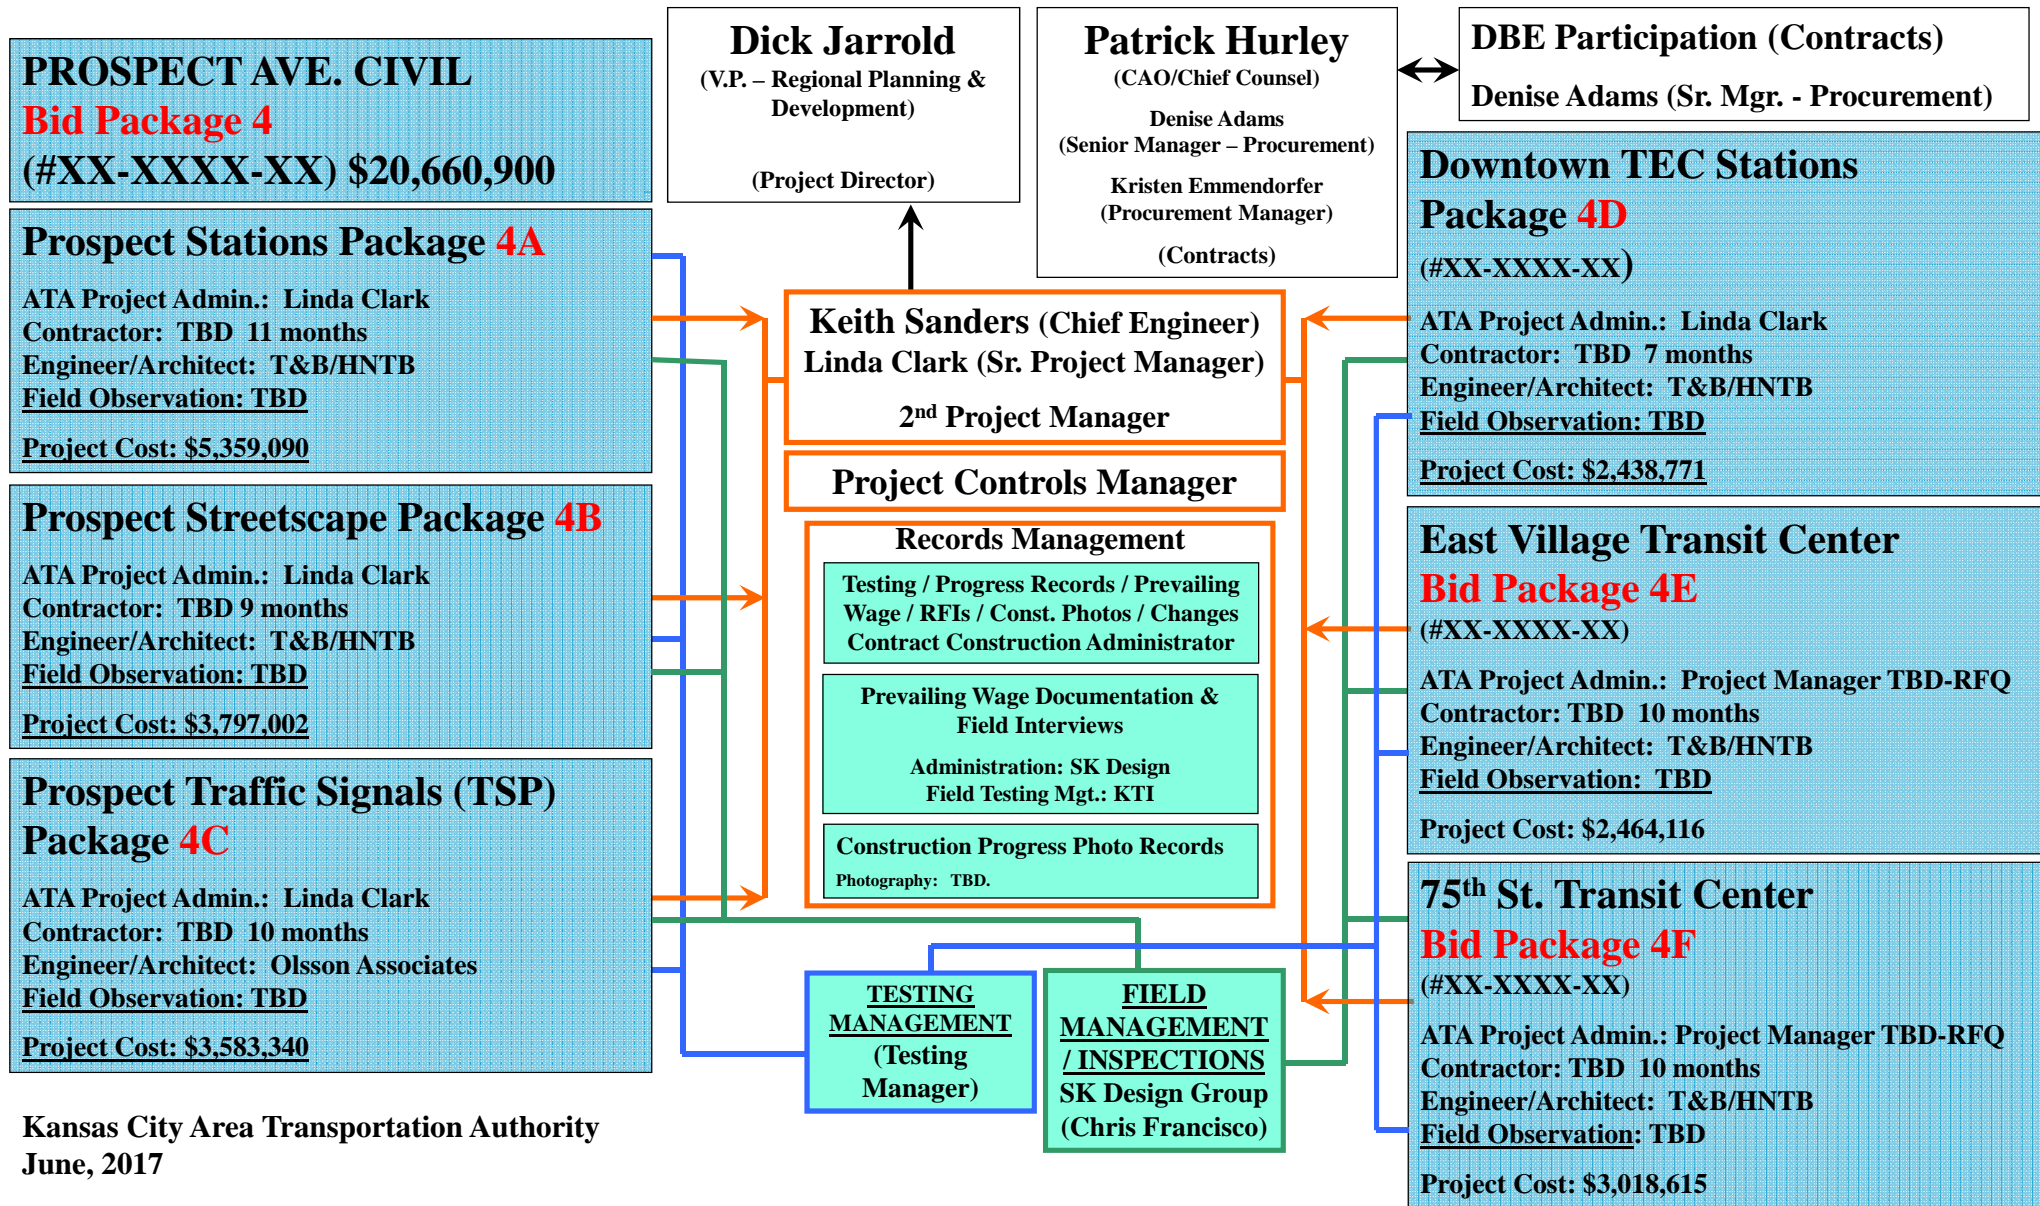 PROSPECT AVE. CIVIL
Bid Package 4
(#XX-XXXX-XX) $20,660,900
Prospect Stations Package 4A
ATA Project Admin.: Linda Clark
Contractor: TBD 11 months
Engineer/Architect: T&B/HNTB
Field Observation: TBD
Project Cost: $5,359,090
Prospect Streetscape Package 4B
ATA Project Admin.: Linda Clark
Contractor: TBD 9 months
Engineer/Architect: T&B/HNTB
Field Observation: TBD
Project Cost: $3,797,002
Prospect Traffic Signals (TSP)
Package 4C
ATA Project Admin.: Linda Clark
Contractor: TBD 10 months
Engineer/Architect: Olsson Associates
Field Observation: TBD
Project Cost: $3,583,340
Kansas City Area Transportation Authority
June, 2017
Dick Jarrold
(V.P. – Regional Planning &
Development)
(Project Director)
Patrick Hurley
(CAO/Chief Counsel)
Denise Adams
(Senior Manager – Procurement)
Kristen Emmendorfer
(Procurement Manager)
(Contracts)
Keith Sanders (Chief Engineer)
Linda Clark (Sr. Project Manager)
2nd Project Manager
Project Controls Manager
Records Management
Testing / Progress Records / Prevailing
Wage / RFIs / Const. Photos / Changes
Contract Construction Administrator
Prevailing Wage Documentation &
Field Interviews
Administration: SK Design
Field Testing Mgt.: KTI
Construction Progress Photo Records
Photography: TBD.
TESTING
MANAGEMENT
(Testing
Manager)
FIELD
MANAGEMENT
/ INSPECTIONS
SK Design Group
(Chris Francisco)
DBE Participation (Contracts)
Denise Adams (Sr. Mgr. - Procurement)
Downtown TEC Stations
Package 4D
(#XX-XXXX-XX)
ATA Project Admin.: Linda Clark
Contractor: TBD 7 months
Engineer/Architect: T&B/HNTB
Field Observation: TBD
Project Cost: $2,438,771
East Village Transit Center
Bid Package 4E
(#XX-XXXX-XX)
ATA Project Admin.: Project Manager TBD-RFQ
Contractor: TBD 10 months
Engineer/Architect: T&B/HNTB
Field Observation: TBD
Project Cost: $2,464,116
75th St. Transit Center
Bid Package 4F
(#XX-XXXX-XX)
ATA Project Admin.: Project Manager TBD-RFQ
Contractor: TBD 10 months
Engineer/Architect: T&B/HNTB
Field Observation: TBD
Project Cost: $3,018,615